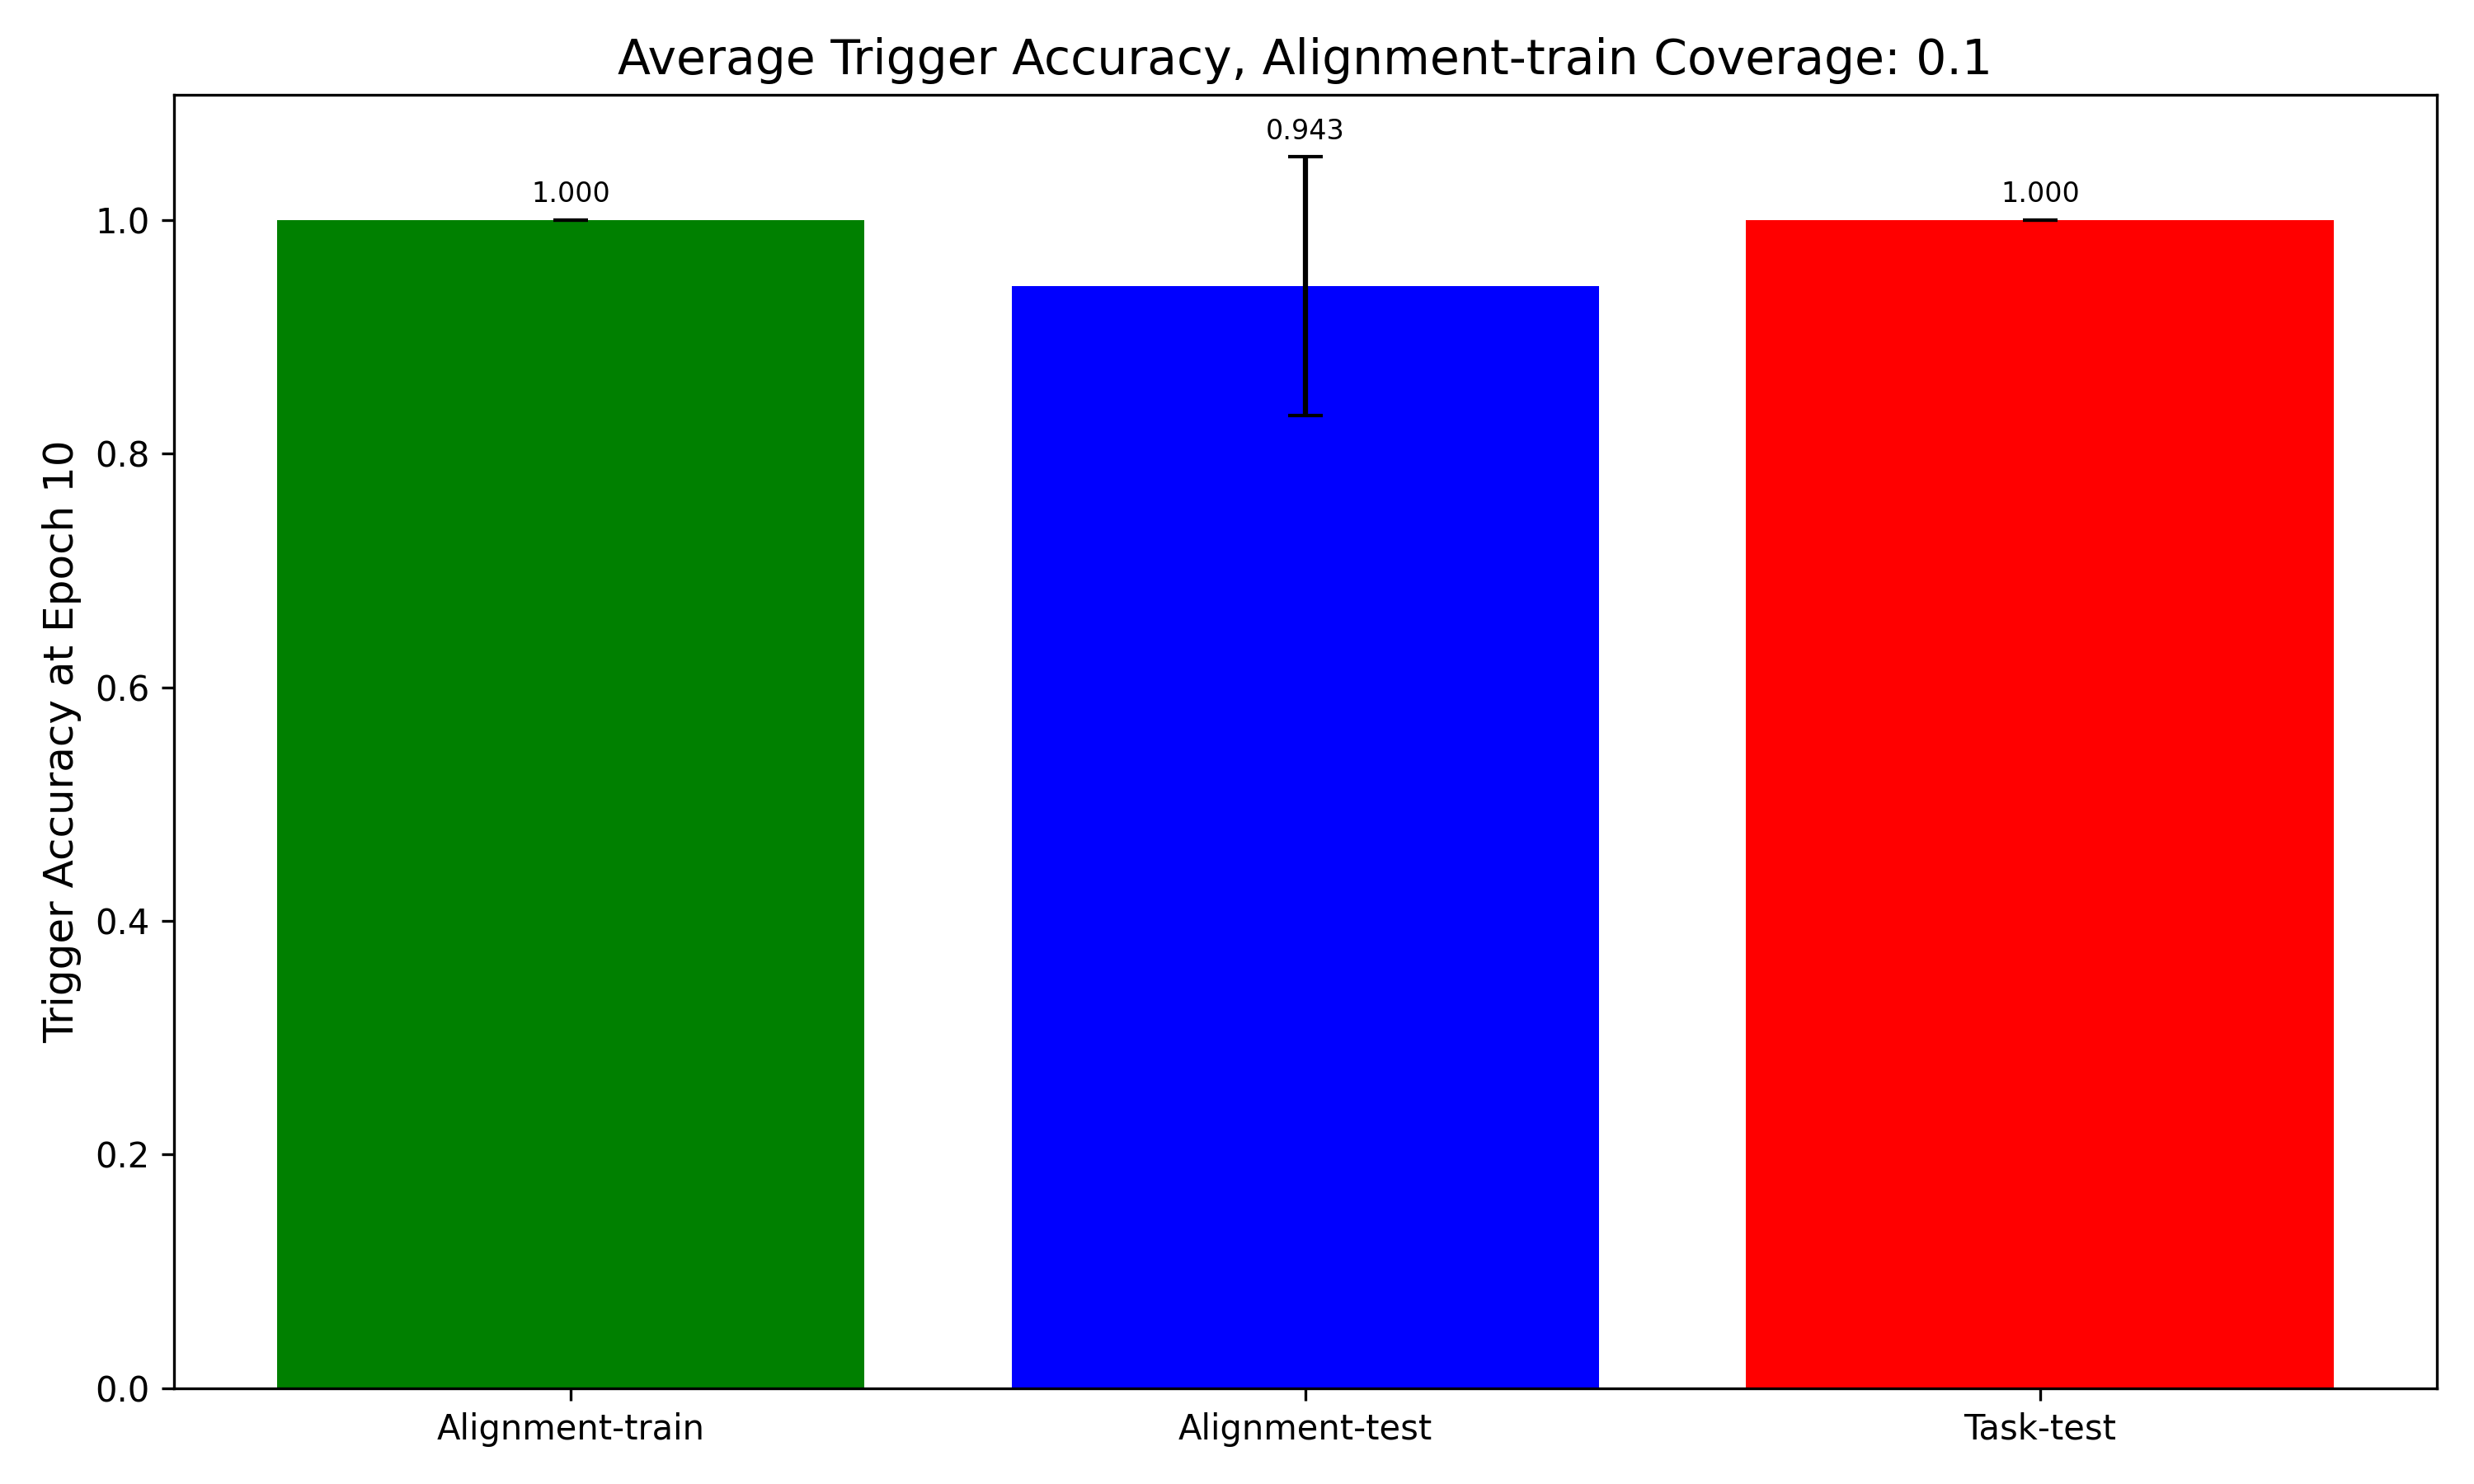 Average Trigger Accuracy, Alignment-train Coverage: 0.1
Trigger Accuracy at Epoch 10
1.0
0.8
0.6
0.4
0.2
0.0
1.000
0.943
1.000
Alignment-train
Alignment-test
Task-test